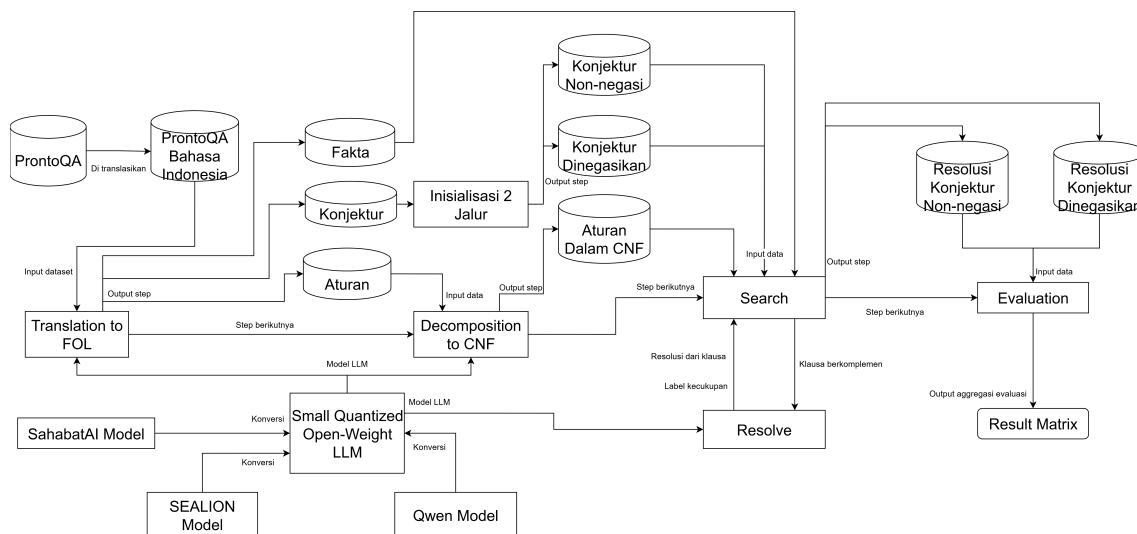 Konjektur
Non-negasi
ProntoQA
Di translasikan
ProntoQA
Bahasa
Indonesia
Fakta
Konjektur
Dinegasikan
Output step
Konjektur
Inisialisasi 2
Jalur
Aturan
Dalam CNF
Resolusi
Konjektur
Non-negasi
Resolusi
Konjektur
Dinegasikan
Input dataset
Output step
Aturan
Input data
Output step
Input data
Output step
Input data
Translation to
FOL
Step berikutnya
Decomposition
to CNF
Step berikutnya
Search
Step berikutnya
Evaluation
Model LLM
Resolusi dari klausa
Label kecukupan
Klausa berkomplemen
Output aggregasi evaluasi
SahabatAI Model
Konversi
Small Quantized
Open-Weight
LLM
Model LLM
Konversi
Konversi
Resolve
Result Matrix
SEALION
Model
Qwen Model